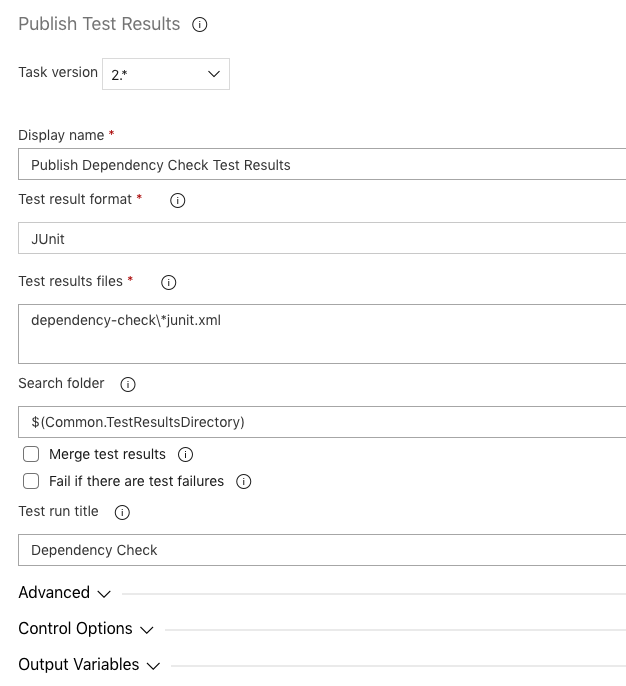 Publish Test Results
Task version 2.*
Display name *
Publish Dependency Check Test Results
Test result format *
JUnit
Test results files *
dependency-check\*junit.xml
Search folder
$(Common.TestResultsDirectory)
Merge test results
Fail if there are test failures
Test run title
Dependency Check
Advanced
Control Options
Output Variables